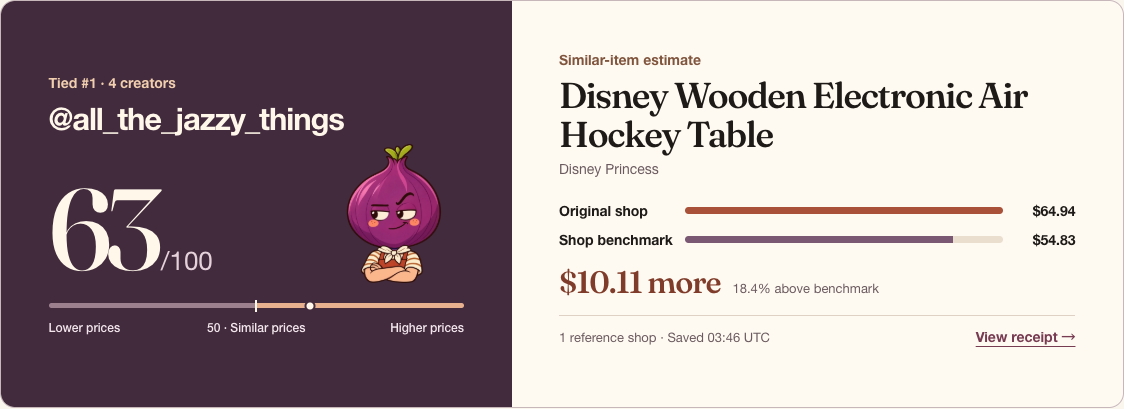 Tied #1 · 4 creators
@all_the_jazzy_things
63/100
Lower prices
50 · Similar prices
Higher prices
Similar-item estimate
Disney Wooden Electronic Air
Hockey Table
Disney Princess
Original shop $64.94
Shop benchmark $54.83
$10.11 more 18.4% above benchmark
1 reference shop · Saved 03:46 UTC
View receipt →